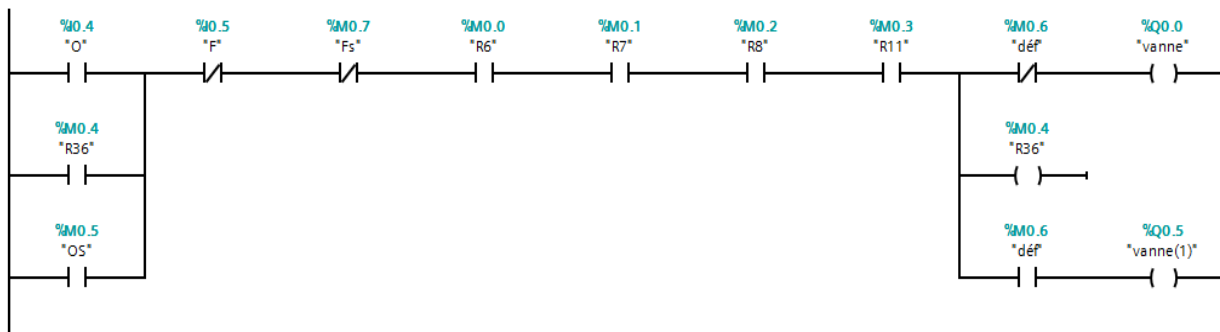 %I0.4 %I0.5 %M0.7 %M0.0 %M0.1 %M0.2 %M0.3 %M0.6 %Q0.0
"O" "F" "Fs" "R6" "R7" "R8" "R11" "déf" "vanne"
%M0.4 %M0.4
"R36" "R36"
%M0.5 %M0.6 %Q0.5
"OS" "déf" "vanne(1)"